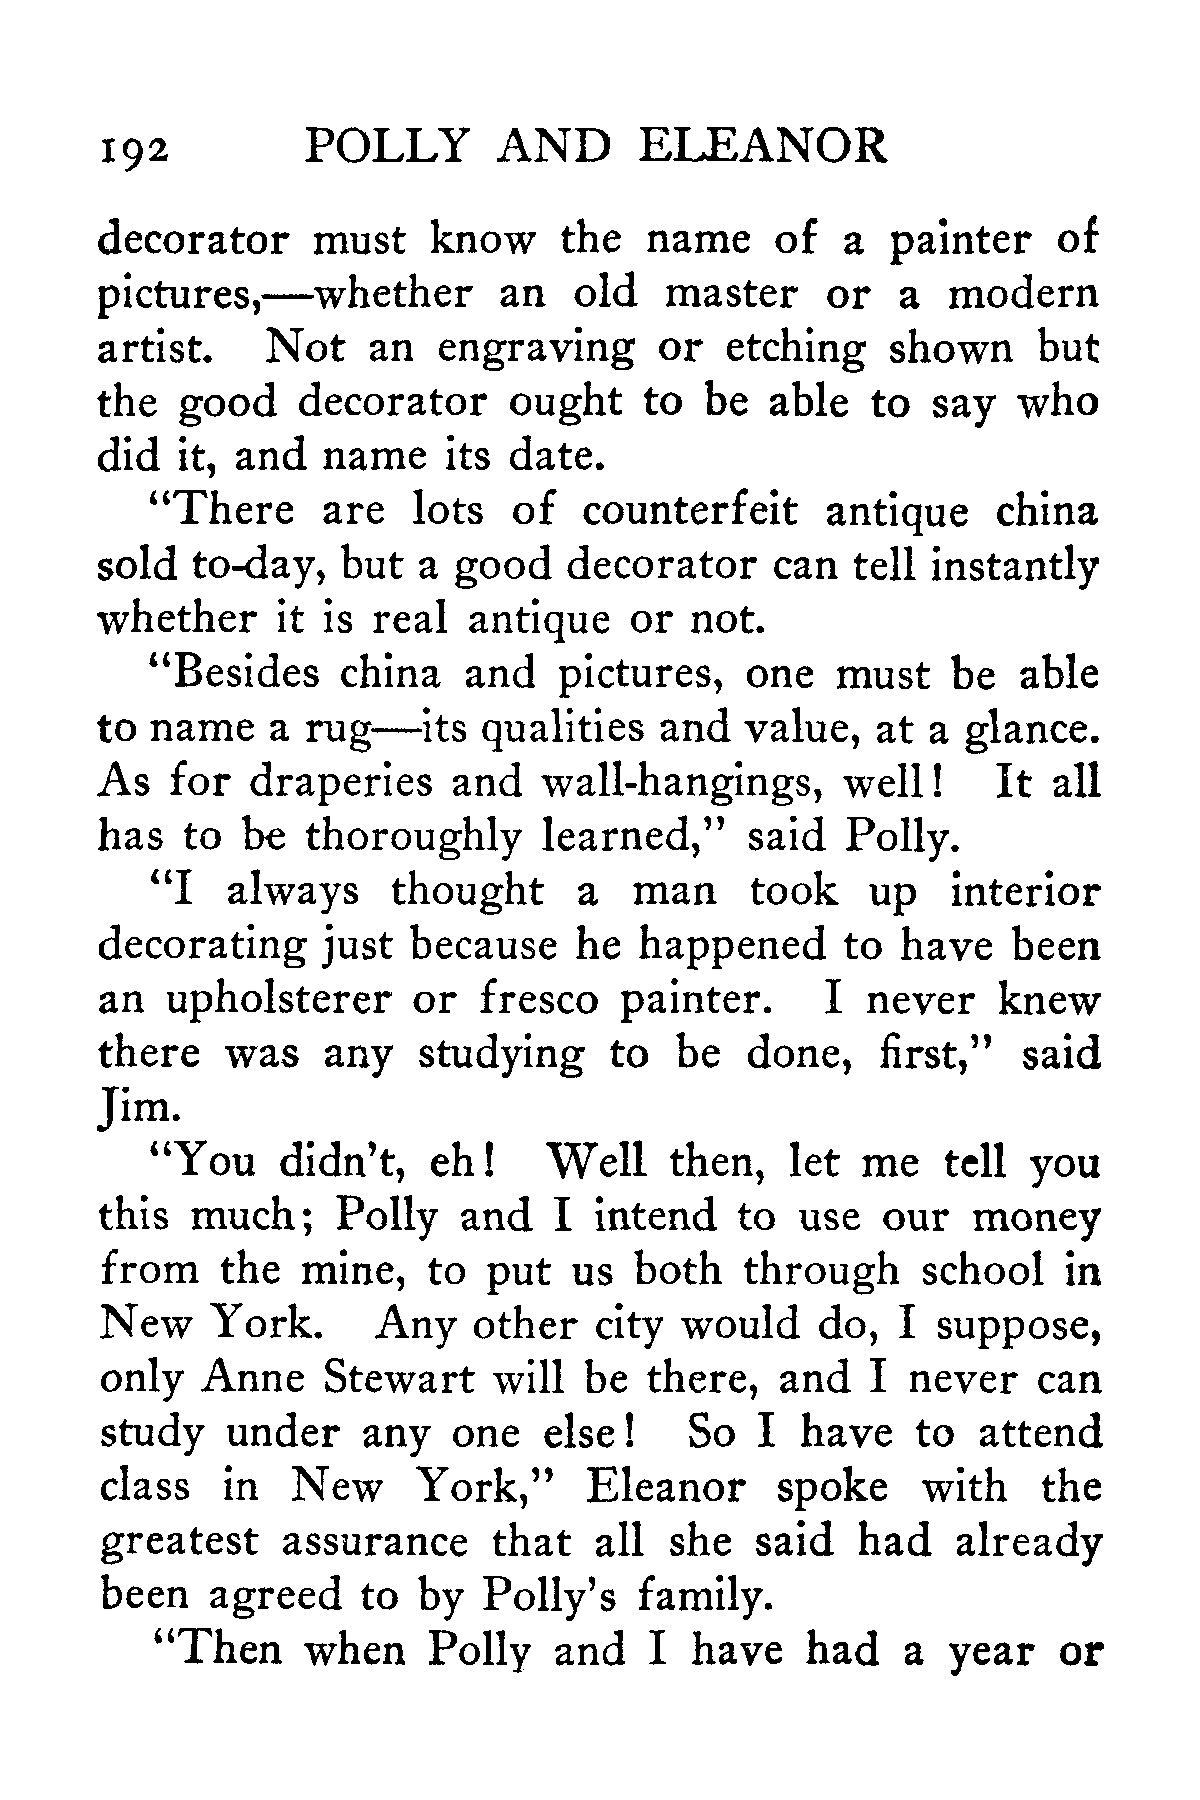 192 POLLY AND ELEANOR
decorator must know the name of a painter of
pictures,—whether an old master or a modern
artist. Not an engraving or etching shown but
the good decorator ought to be able to say who
did it, and name its date.
“There are lots of counterfeit antique china
sold to-day, but a good decorator can tell instantly
whether it is real antique or not.
“Besides china and pictures, one must be able
to name a rug—its qualities and value, at a glance.
As for draperies and wall-hangings, well! It all
has to be thoroughly learned,” said Polly.
“I always thought a man took up interior
decorating just because he happened to have been
an upholsterer or fresco painter. I never knew
there was any studying to be done, first,” said
Jim.
“You didn’t, eh! Well then, let me tell you
this much; Polly and I intend to use our money
from the mine, to put us both through school in
New York. Any other city would do, I suppose,
only Anne Stewart will be there, and I never can
study under any one else! So I have to attend
class in New York,” Eleanor spoke with the
greatest assurance that all she said had already
been agreed to by Polly’s family.
“Then when Polly and I have had a year or